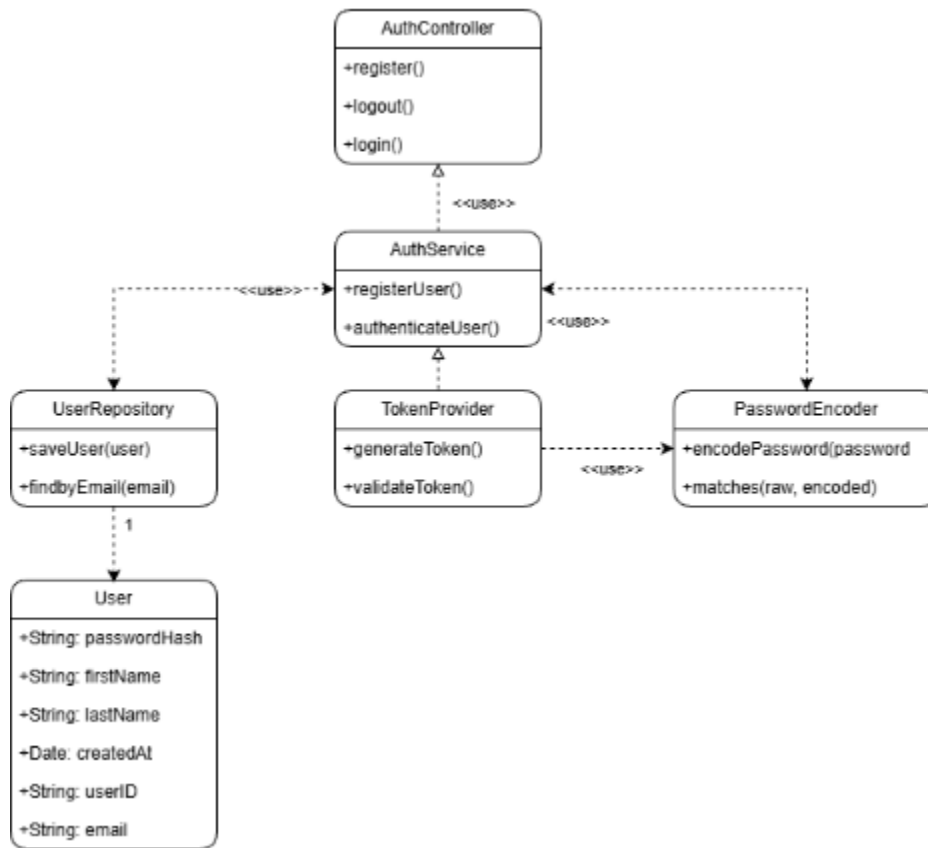 AuthController
+register()
+logout()
+login()
<<use>>
AuthService
+registerUser()
+authenticateUser()
<<use>>
<<use>>
UserRepository
+saveUser(user)
+findbyEmail(email)
TokenProvider
+generateToken()
+validateToken()
<<use>>
PasswordEncoder
+encodePassword(password
+matches(raw, encoded)
1
User
+String: passwordHash
+String: firstName
+String: lastName
+Date: createdAt
+String: userID
+String: email